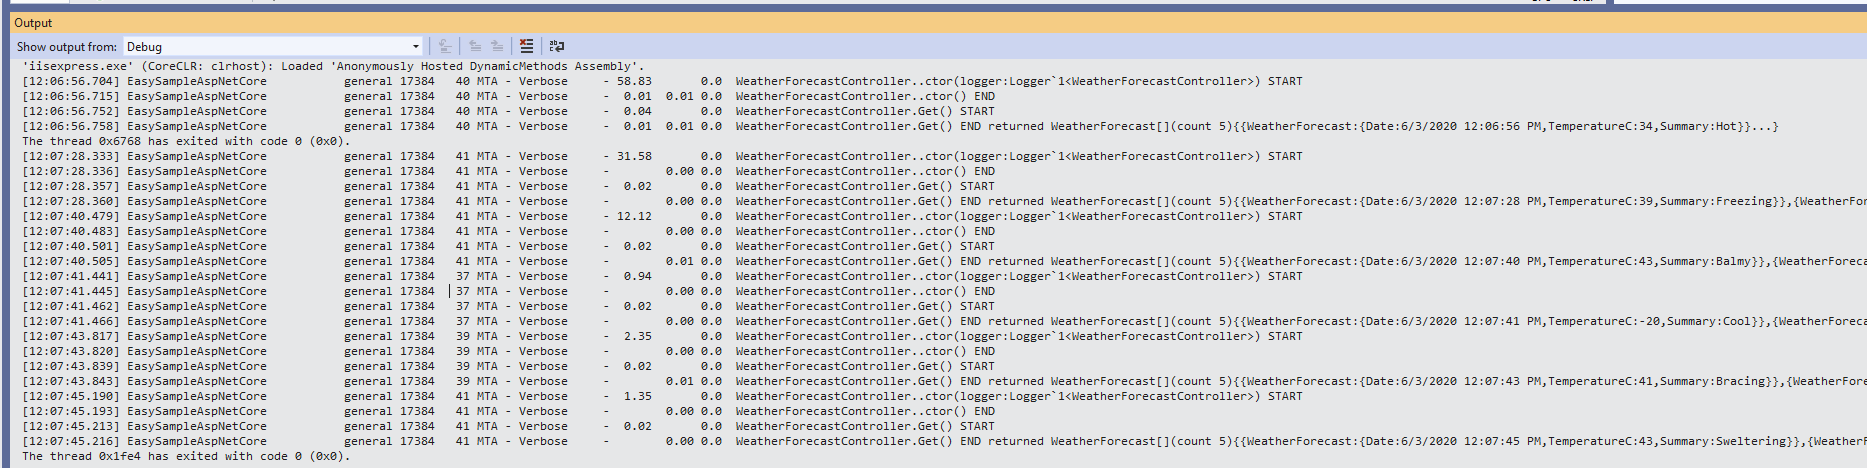 Output
Show output from: Debug
'iisexpress.exe' (CoreCLR: clrhost): Loaded 'Anonymously Hosted DynamicMethods Assembly'.
[12:06:56.704] EasySampleAspNetCore general 17384 40 MTA - Verbose - 58.83 0.0 WeatherForecastController..ctor(logger:Logger`1<WeatherForecastController>) START
[12:06:56.715] EasySampleAspNetCore general 17384 40 MTA - Verbose - 0.01 0.01 0.0 WeatherForecastController..ctor() END
[12:06:56.752] EasySampleAspNetCore general 17384 40 MTA - Verbose - 0.04 0.0 WeatherForecastController.Get() START
[12:06:56.758] EasySampleAspNetCore general 17384 40 MTA - Verbose - 0.01 0.01 0.0 WeatherForecastController.Get() END returned WeatherForecast[](count 5){{WeatherForecast:{Date:6/3/2020 12:06:56 PM,TemperatureC:34,Summary:Hot}}...}
The thread 0x6768 has exited with code 0 (0x0).
[12:07:28.333] EasySampleAspNetCore general 17384 41 MTA - Verbose - 31.58 0.0 WeatherForecastController..ctor(logger:Logger`1<WeatherForecastController>) START
[12:07:28.336] EasySampleAspNetCore general 17384 41 MTA - Verbose - 0.00 0.0 WeatherForecastController..ctor() END
[12:07:28.357] EasySampleAspNetCore general 17384 41 MTA - Verbose - 0.02 0.0 WeatherForecastController.Get() START
[12:07:28.360] EasySampleAspNetCore general 17384 41 MTA - Verbose - 0.00 0.0 WeatherForecastController.Get() END returned WeatherForecast[](count 5){{WeatherForecast:{Date:6/3/2020 12:07:28 PM,TemperatureC:39,Summary:Freezing}},{WeatherFor
[12:07:40.479] EasySampleAspNetCore general 17384 41 MTA - Verbose - 12.12 0.0 WeatherForecastController..ctor(logger:Logger`1<WeatherForecastController>) START
[12:07:40.483] EasySampleAspNetCore general 17384 41 MTA - Verbose - 0.00 0.0 WeatherForecastController..ctor() END
[12:07:40.501] EasySampleAspNetCore general 17384 41 MTA - Verbose - 0.02 0.0 WeatherForecastController.Get() START
[12:07:40.505] EasySampleAspNetCore general 17384 41 MTA - Verbose - 0.01 0.0 WeatherForecastController.Get() END returned WeatherForecast[](count 5){{WeatherForecast:{Date:6/3/2020 12:07:40 PM,TemperatureC:43,Summary:Balmy}},{WeatherForeca
[12:07:41.441] EasySampleAspNetCore general 17384 37 MTA - Verbose - 0.94 0.0 WeatherForecastController..ctor(logger:Logger`1<WeatherForecastController>) START
[12:07:41.445] EasySampleAspNetCore general 17384 37 MTA - Verbose - 0.00 0.0 WeatherForecastController..ctor() END
[12:07:41.462] EasySampleAspNetCore general 17384 37 MTA - Verbose - 0.02 0.0 WeatherForecastController.Get() START
[12:07:41.466] EasySampleAspNetCore general 17384 37 MTA - Verbose - 0.00 0.0 WeatherForecastController.Get() END returned WeatherForecast[](count 5){{WeatherForecast:{Date:6/3/2020 12:07:41 PM,TemperatureC:-20,Summary:Cool}},{WeatherForeca
[12:07:43.817] EasySampleAspNetCore general 17384 39 MTA - Verbose - 2.35 0.0 WeatherForecastController..ctor(logger:Logger`1<WeatherForecastController>) START
[12:07:43.820] EasySampleAspNetCore general 17384 39 MTA - Verbose - 0.00 0.0 WeatherForecastController..ctor() END
[12:07:43.839] EasySampleAspNetCore general 17384 39 MTA - Verbose - 0.02 0.0 WeatherForecastController.Get() START
[12:07:43.843] EasySampleAspNetCore general 17384 39 MTA - Verbose - 0.01 0.0 WeatherForecastController.Get() END returned WeatherForecast[](count 5){{WeatherForecast:{Date:6/3/2020 12:07:43 PM,TemperatureC:41,Summary:Bracing}},{WeatherFore
[12:07:45.190] EasySampleAspNetCore general 17384 41 MTA - Verbose - 1.35 0.0 WeatherForecastController..ctor(logger:Logger`1<WeatherForecastController>) START
[12:07:45.193] EasySampleAspNetCore general 17384 41 MTA - Verbose - 0.00 0.0 WeatherForecastController..ctor() END
[12:07:45.213] EasySampleAspNetCore general 17384 41 MTA - Verbose - 0.02 0.0 WeatherForecastController.Get() START
[12:07:45.216] EasySampleAspNetCore general 17384 41 MTA - Verbose - 0.00 0.0 WeatherForecastController.Get() END returned WeatherForecast[](count 5){{WeatherForecast:{Date:6/3/2020 12:07:45 PM,TemperatureC:43,Summary:Sweltering}},{WeatherF
The thread 0x1fe4 has exited with code 0 (0x0).